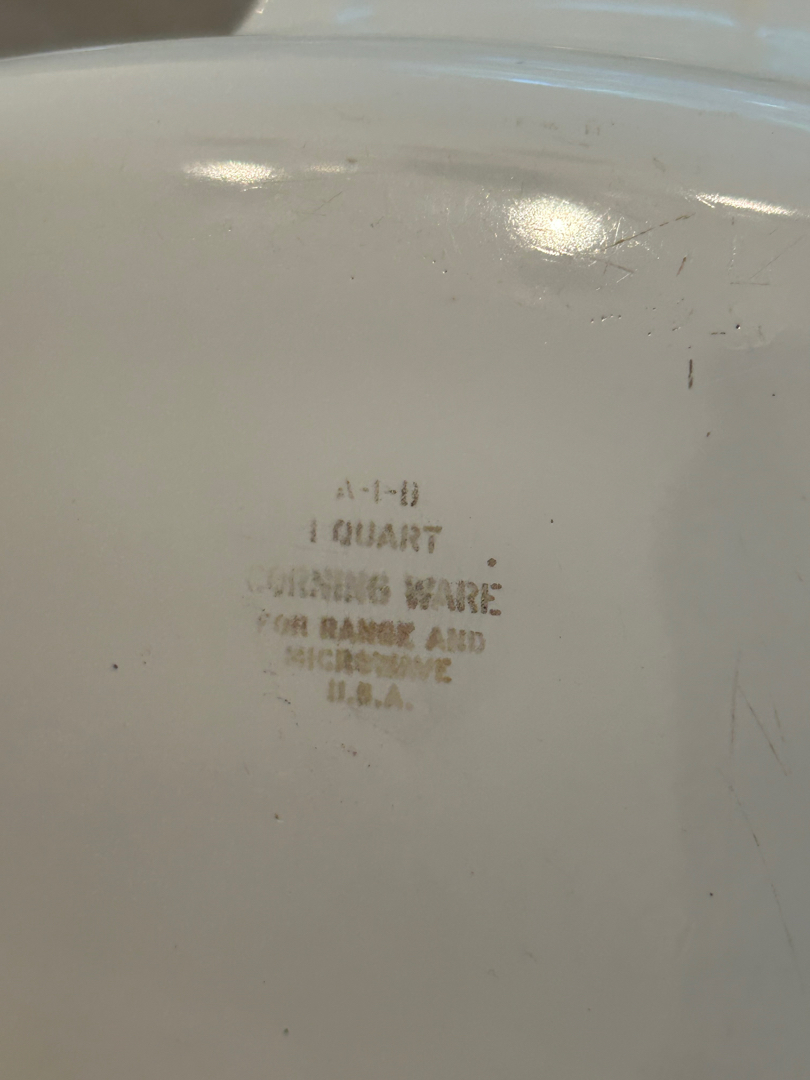 A-1-B
1 QUART
CORNING WARE
FOR RANGE AND
MICROWAVE
U.S.A.